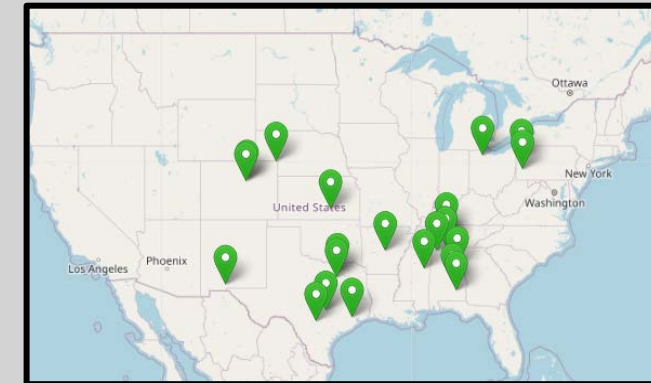 Ottawa
New York
Washington
United States
Phoenix
Los Angeles